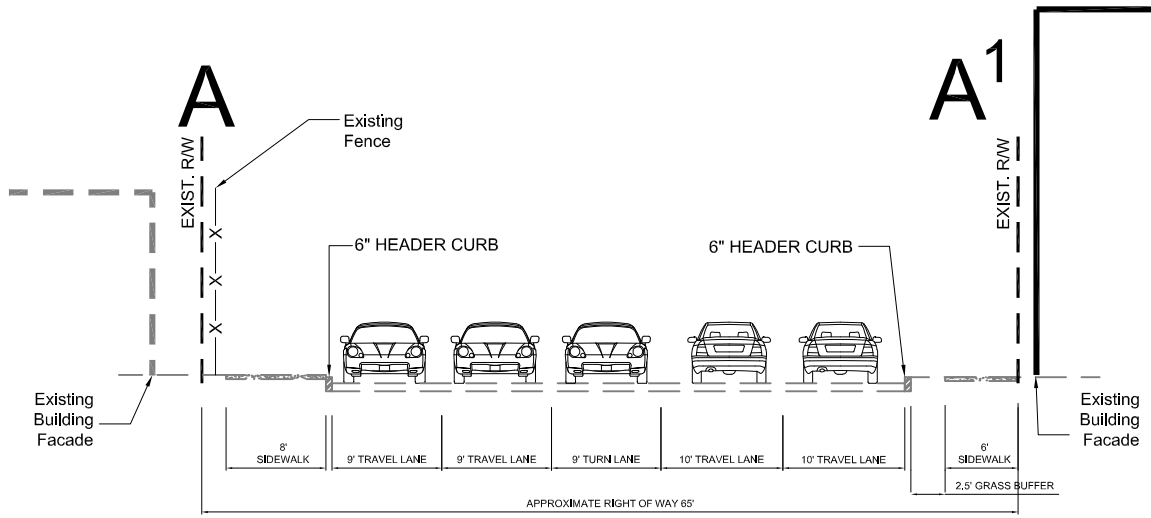 A
A1
EXIST. R/W
Existing
Fence
EXIST. R/W
X
X
X
6" HEADER CURB
6" HEADER CURB
Existing
Building
Facade
Existing
Building
Facade
8'
SIDEWALK
9' TRAVEL LANE
9' TRAVEL LANE
9' TURN LANE
10' TRAVEL LANE
10' TRAVEL LANE
6'
SIDEWALK
2.5' GRASS BUFFER
APPROXIMATE RIGHT OF WAY 65'